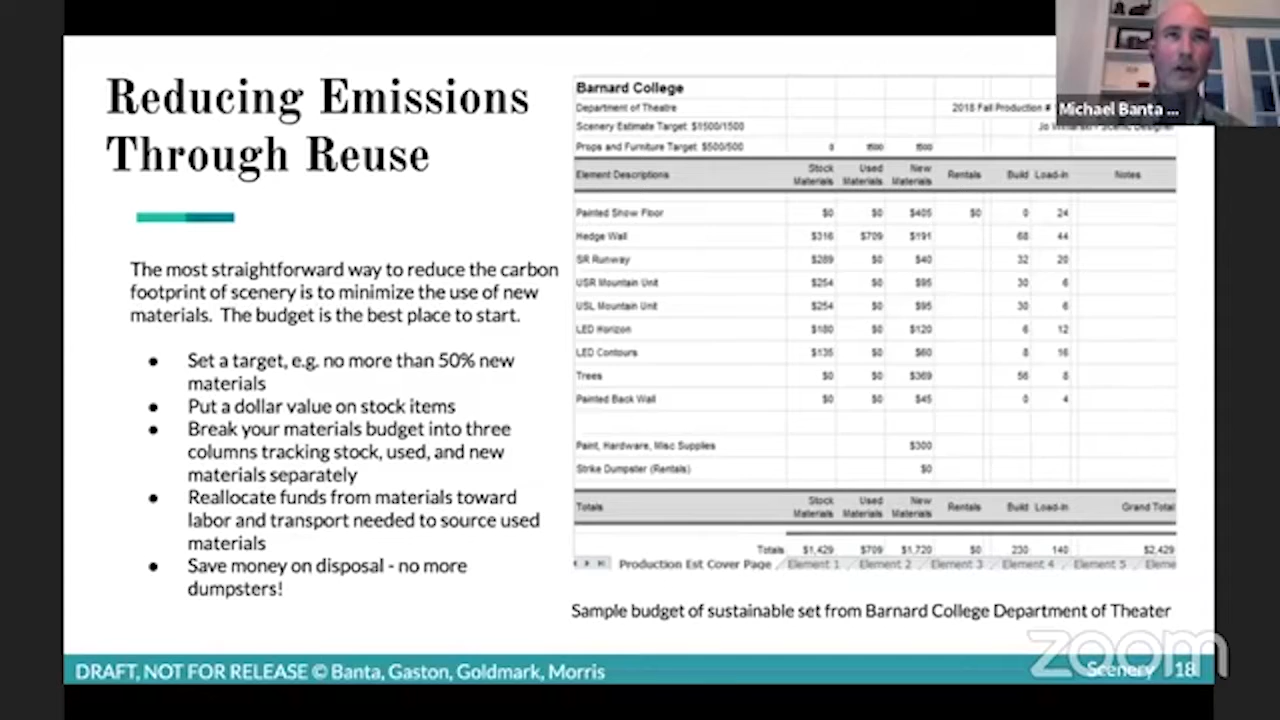 Reducing Emissions
Through Reuse
The most straightforward way to reduce the carbon
footprint of scenery is to minimize the use of new
materials. The budget is the best place to start.
● Set a target, e.g. no more than 50% new
materials
● Put a dollar value on stock items
● Break your materials budget into three
columns tracking stock, used, and new
materials separately
● Reallocate funds from materials toward
labor and transport needed to source used
materials
● Save money on disposal - no more
dumpsters!
Barnard College
Department of Theatre 2018 Fall Production #
Scenery Estimate Target: $1500/1500 - Scenic Designer
Props and Furniture Target: $500/500 0 1500 1500
Element Descriptions Stock Materials Used Materials New Materials Rentals Build Load-in Notes
Painted Show Floor $0 $0 $405 $0 0 24
Hedge Wall $316 $709 $191 68 44
SR Runway $289 $0 $40 32 20
USR Mountain Unit $254 $0 $95 30 6
USL Mountain Unit $254 $0 $95 30 6
LED Horizon $180 $0 $120 6 12
LED Contours $135 $0 $60 8 16
Trees $0 $0 $369 56 8
Painted Back Wall $0 $0 $45 0 4
Paint, Hardware, Misc Supplies $300
Strike Dumpster (Rentals) $0
Totals Stock Materials Used Materials New Materials Rentals Build Load-in Grand Total
Totals $1,429 $709 $1,720 $0 230 140 $2,429
Production Est Cover Page Element 1 Element 2 Element 3 Element 4 Element 5 Eleme
Sample budget of sustainable set from Barnard College Department of Theater
Michael Banta ...
DRAFT, NOT FOR RELEASE © Banta, Gaston, Goldmark, Morris
Scenery 18
zoom